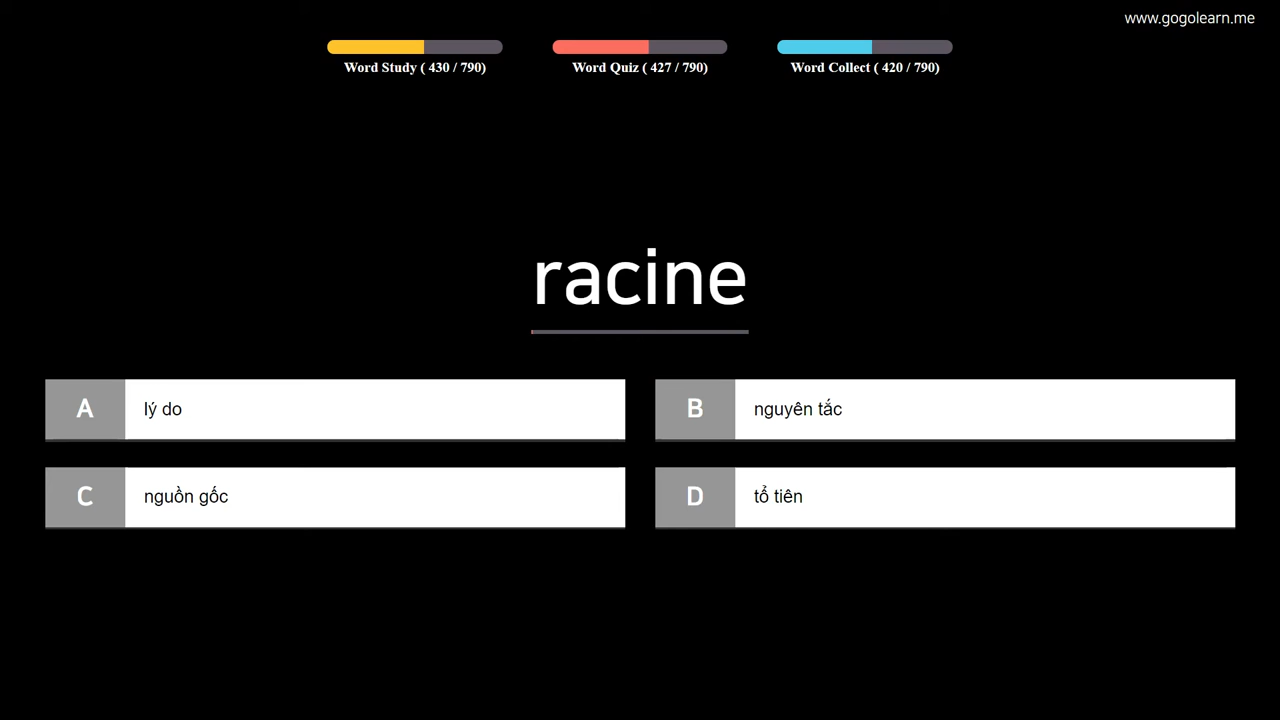 www.gogolearn.me
Word Study ( 430 / 790)
Word Quiz ( 427 / 790)
Word Collect ( 420 / 790)
racine
A lý do
B nguyên tắc
C nguồn gốc
D tổ tiên